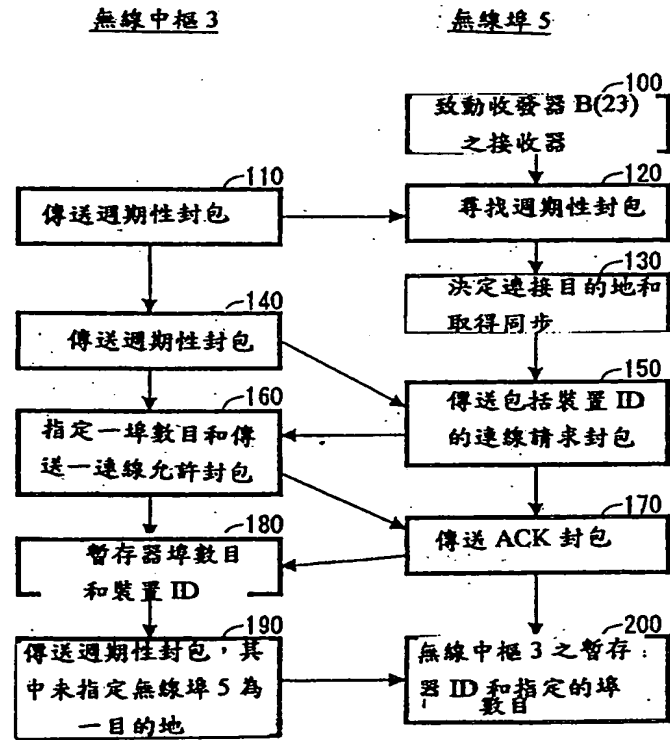 無線中樞 3
無線埠 5
100
致動收發器 B(23)
之接收器
110
傳送週期性封包
120
尋找週期性封包
130
決定連接目的地和
取得同步
140
傳送週期性封包
150
傳送包括裝置 ID
的連線請求封包
160
指定一埠數目和傳
送一連線允許封包
170
傳送 ACK 封包
180
暫存器埠數目
和裝置 ID
190
傳送週期性封包，其
中未指定無線埠 5 為
一目的地
200
無線中樞 3 之暫存
器 ID 和指定的埠
數目